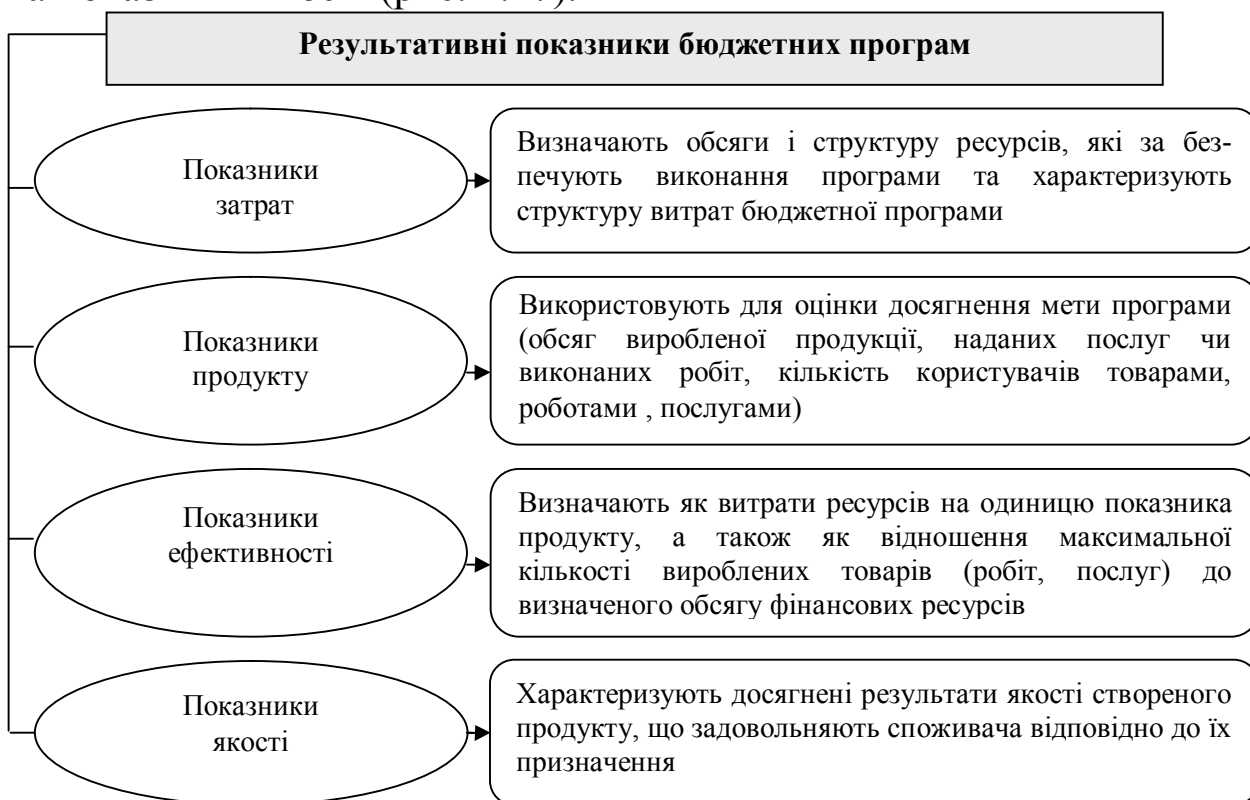 Результативні показники бюджетних програм
Показники
затрат
Визначають обсяги і структуру ресурсів, які за без-
печують виконання програми та характеризують
структуру витрат бюджетної програми
Показники
продукту
Використовують для оцінки досягнення мети програми
(обсяг виробленої продукції, наданих послуг чи
виконаних робіт, кількість користувачів товарами,
роботами , послугами)
Показники
ефективності
Визначають як витрати ресурсів на одиницю показника
продукту, а також як відношення максимальної
кількості вироблених товарів (робіт, послуг) до
визначеного обсягу фінансових ресурсів
Показники
якості
Характеризують досягнені результати якості створеного
продукту, що задовольняють споживача відповідно до їх
призначення